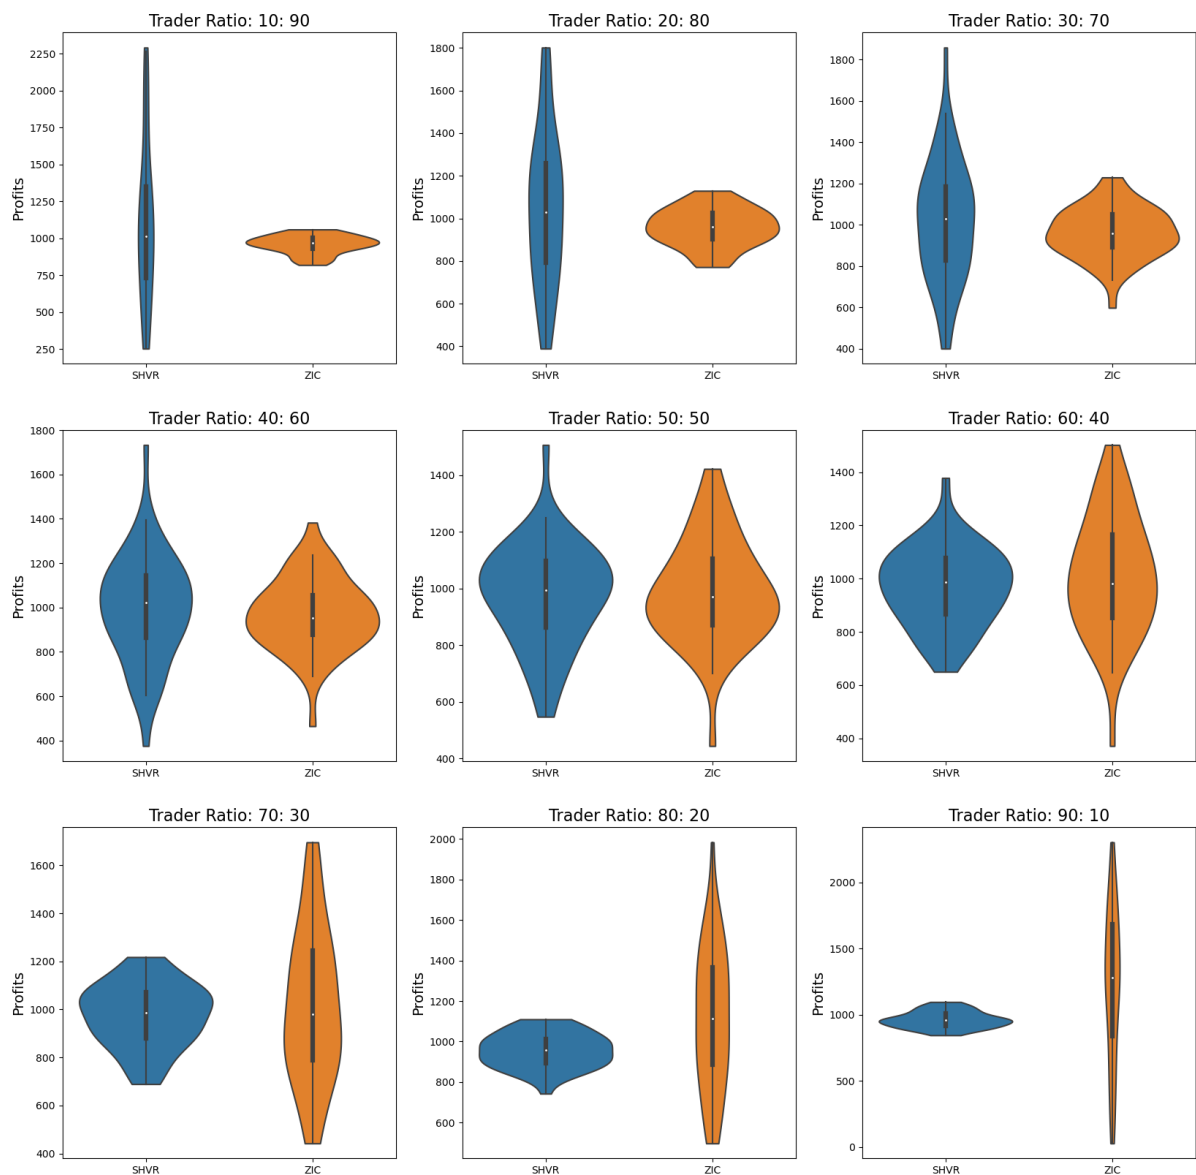 Trader Ratio: 10: 90
Profits
2250
2000
1750
1500
1250
1000
750
500
250
SHVR ZIC
Trader Ratio: 20: 80
Profits
1800
1600
1400
1200
1000
800
600
400
SHVR ZIC
Trader Ratio: 30: 70
Profits
1800
1600
1400
1200
1000
800
600
400
SHVR ZIC
Trader Ratio: 40: 60
Profits
1800
1600
1400
1200
1000
800
600
400
SHVR ZIC
Trader Ratio: 50: 50
Profits
1400
1200
1000
800
600
400
SHVR ZIC
Trader Ratio: 60: 40
Profits
1400
1200
1000
800
600
400
SHVR ZIC
Trader Ratio: 70: 30
Profits
1600
1400
1200
1000
800
600
400
SHVR ZIC
Trader Ratio: 80: 20
Profits
2000
1800
1600
1400
1200
1000
800
600
SHVR ZIC
Trader Ratio: 90: 10
Profits
2000
1500
1000
500
0
SHVR ZIC